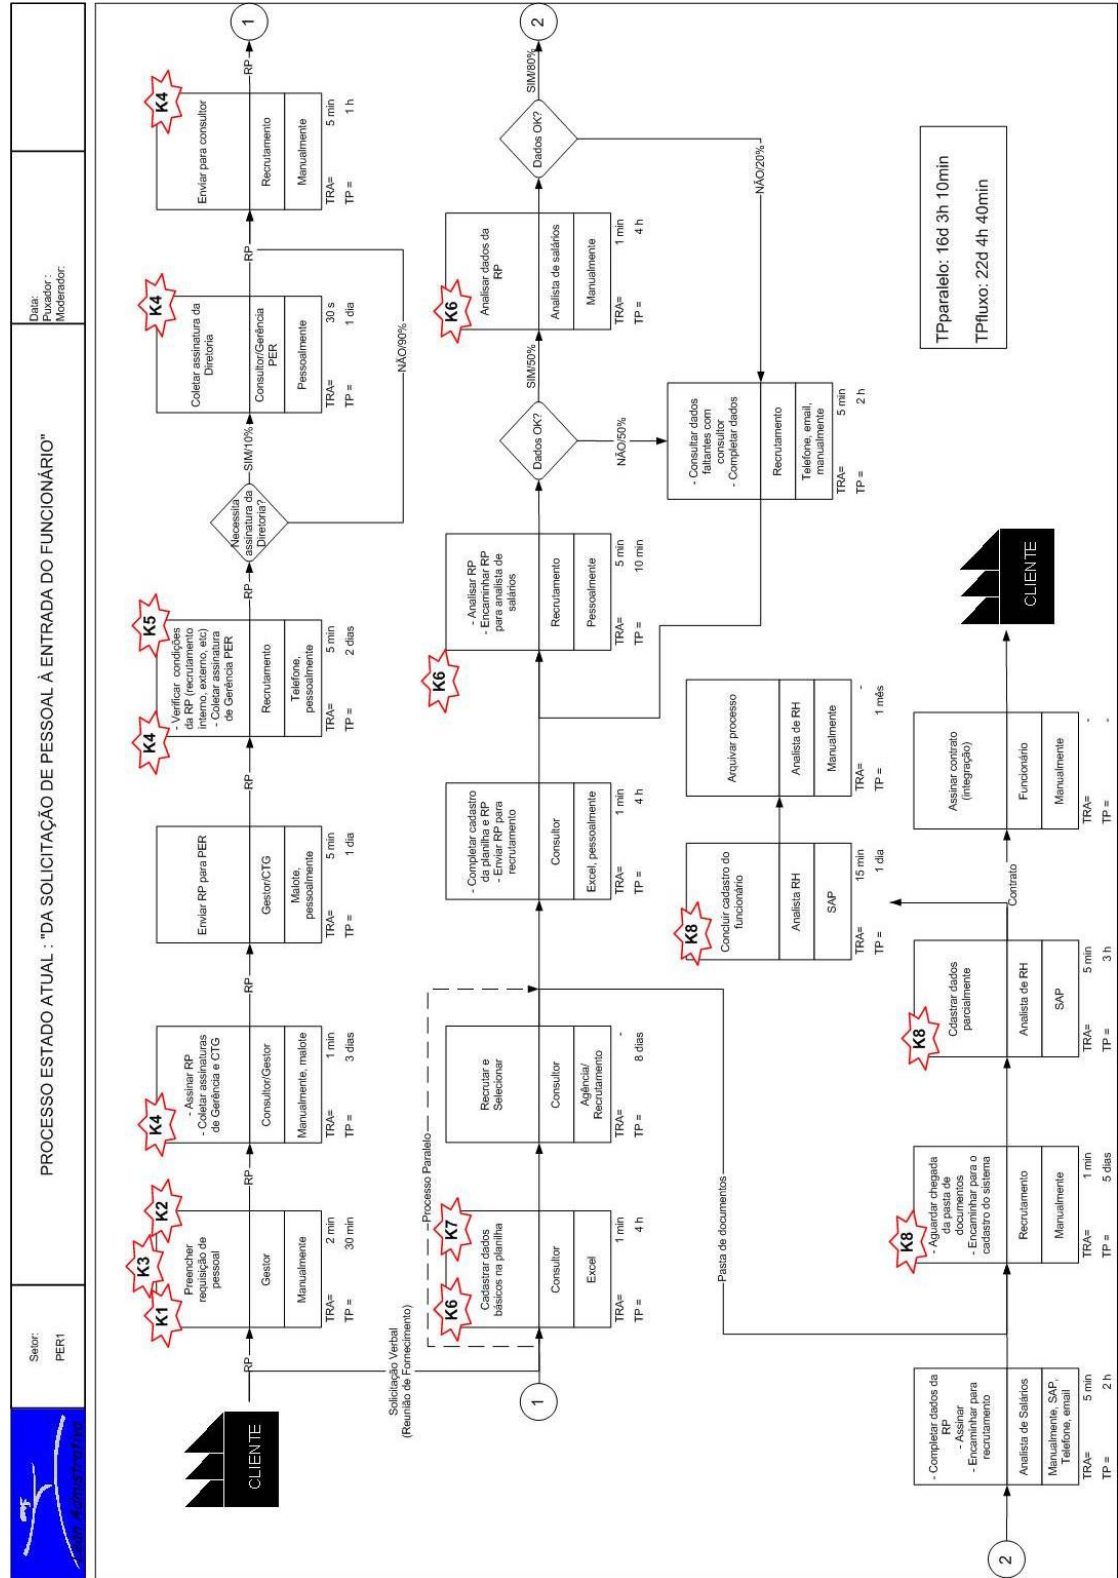 Setor:
PER1
PROCESSO ESTADO ATUAL : "DA SOLICITAÇÃO DE PESSOAL À ENTRADA DO FUNCIONÁRIO"
Data:
Puxador :
Moderador:
CLIENTE
RP
K1
K3
K2
Preencher
requisição de
pessoal
Gestor
Manualmente
TRA= 2 min
TP = 30 min
RP
K4
- Assinar RP
- Coletar assinaturas
de Gerência e CTG
Consultor/Gestor
Manualmente, malote
TRA= 1 min
TP = 3 dias
RP
Enviar RP para PER
Gestor/CTG
Malote,
pessoalmente
TRA= 5 min
TP = 1 dia
RP
K4
K5
- Verificar condições
da RP (recrutamento
interno, externo, etc)
- Coletar assinatura
de Gerência PER
Recrutamento
Telefone,
pessoalmente
TRA= 5 min
TP = 2 dias
RP
Necessita
assinatura da
Diretoria?
SIM/10%
NÃO/90%
K4
Coletar assinatura da
Diretoria
Consultor/Gerência
PER
Pessoalmente
TRA= 30 s
TP = 1 dia
RP
K4
Enviar para consultor
Recrutamento
Manualmente
TRA= 5 min
TP = 1 h
RP
1
Solicitação Verbal
(Reunião de Fornecimento)
1
Processo Paralelo
K6
K7
Cadastrar dados
básicos na planilha
Consultor
Excel
TRA= 1 min
TP = 4 h
Recrutar e
Selecionar
Consultor
Agência/
Recrutamento
TRA= -
TP = 8 dias
- Completar cadastro
da planilha e RP
- Enviar RP para
recrutamento
Consultor
Excel, pessoalmente
TRA= 1 min
TP = 4 h
K6
- Analisar RP
- Encaminhar RP
para analista de
salários
Recrutamento
Pessoalmente
TRA= 5 min
TP = 10 min
Dados OK?
SIM/50%
NÃO/50%
K6
Analisar dados da
RP
Analista de salários
Manualmente
TRA= 1 min
TP = 4 h
Dados OK?
SIM/80%
NÃO/20%
2
- Consultar dados
faltantes com
consultor
- Completar dados
Recrutamento
Telefone, email,
manualmente
TRA= 5 min
TP = 2 h
Pasta de documentos
K8
Concluir cadastro do
funcionário
Analista RH
SAP
TRA= 15 min
TP = 1 dia
Arquivar processo
Analista de RH
Manualmente
TRA= -
TP = 1 mês
2
- Completar dados da
RP
- Assinar
- Encaminhar para
recrutamento
Analista de Salários
Manualmente, SAP,
Telefone, email
TRA= 5 min
TP = 2 h
K8
- Aguardar chegada
da pasta de
documentos
- Encaminhar para o
cadastro do sistema
Recrutamento
Manualmente
TRA= 1 min
TP = 5 dias
K8
Cdastrar dados
parcialmente
Analista de RH
SAP
TRA= 5 min
TP = 3 h
Contrato
Assinar contrato
(integração)
Funcionário
Manualmente
TRA= -
TP = -
CLIENTE
TPparalelo: 16d 3h 10min
TPfluxo: 22d 4h 40min